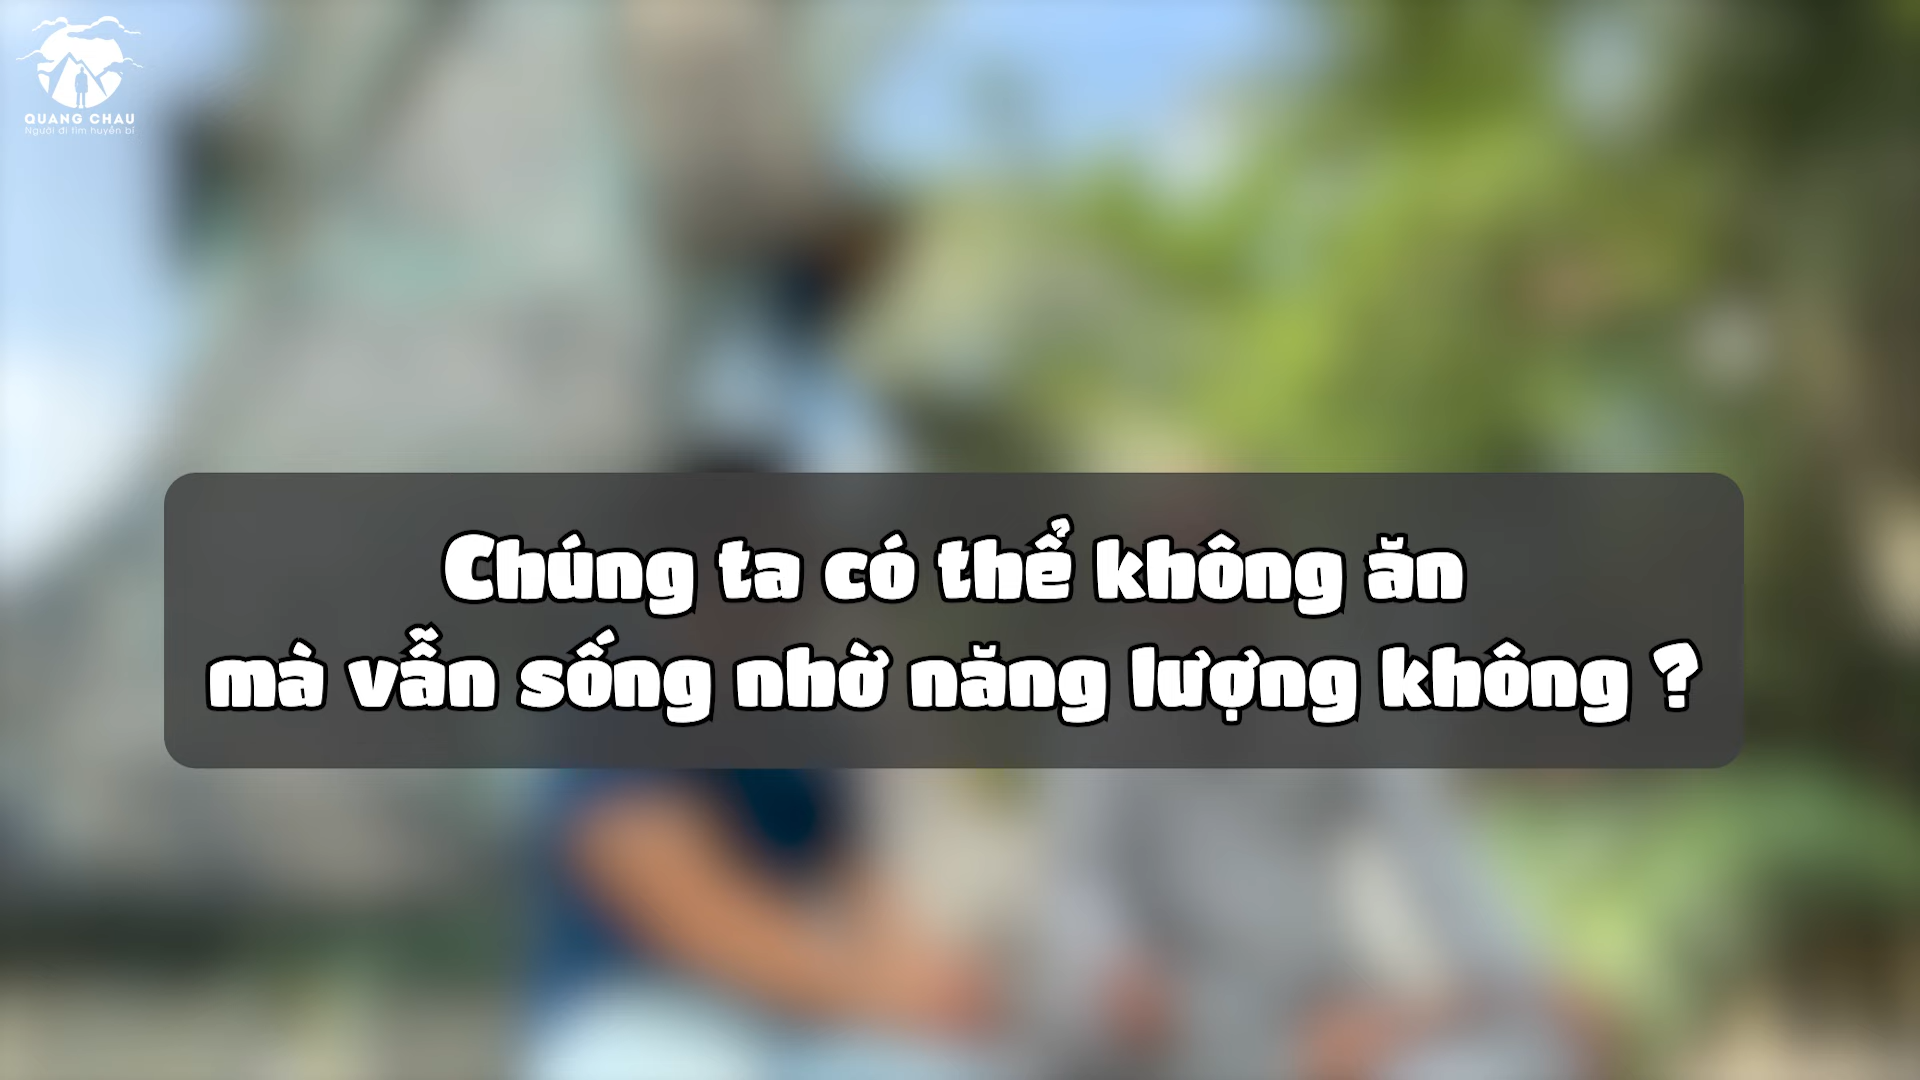 QUANG CHAU
Người đi tìm huyền bí
Chúng ta có thể không ăn
mà vẫn sống nhờ năng lượng không ?